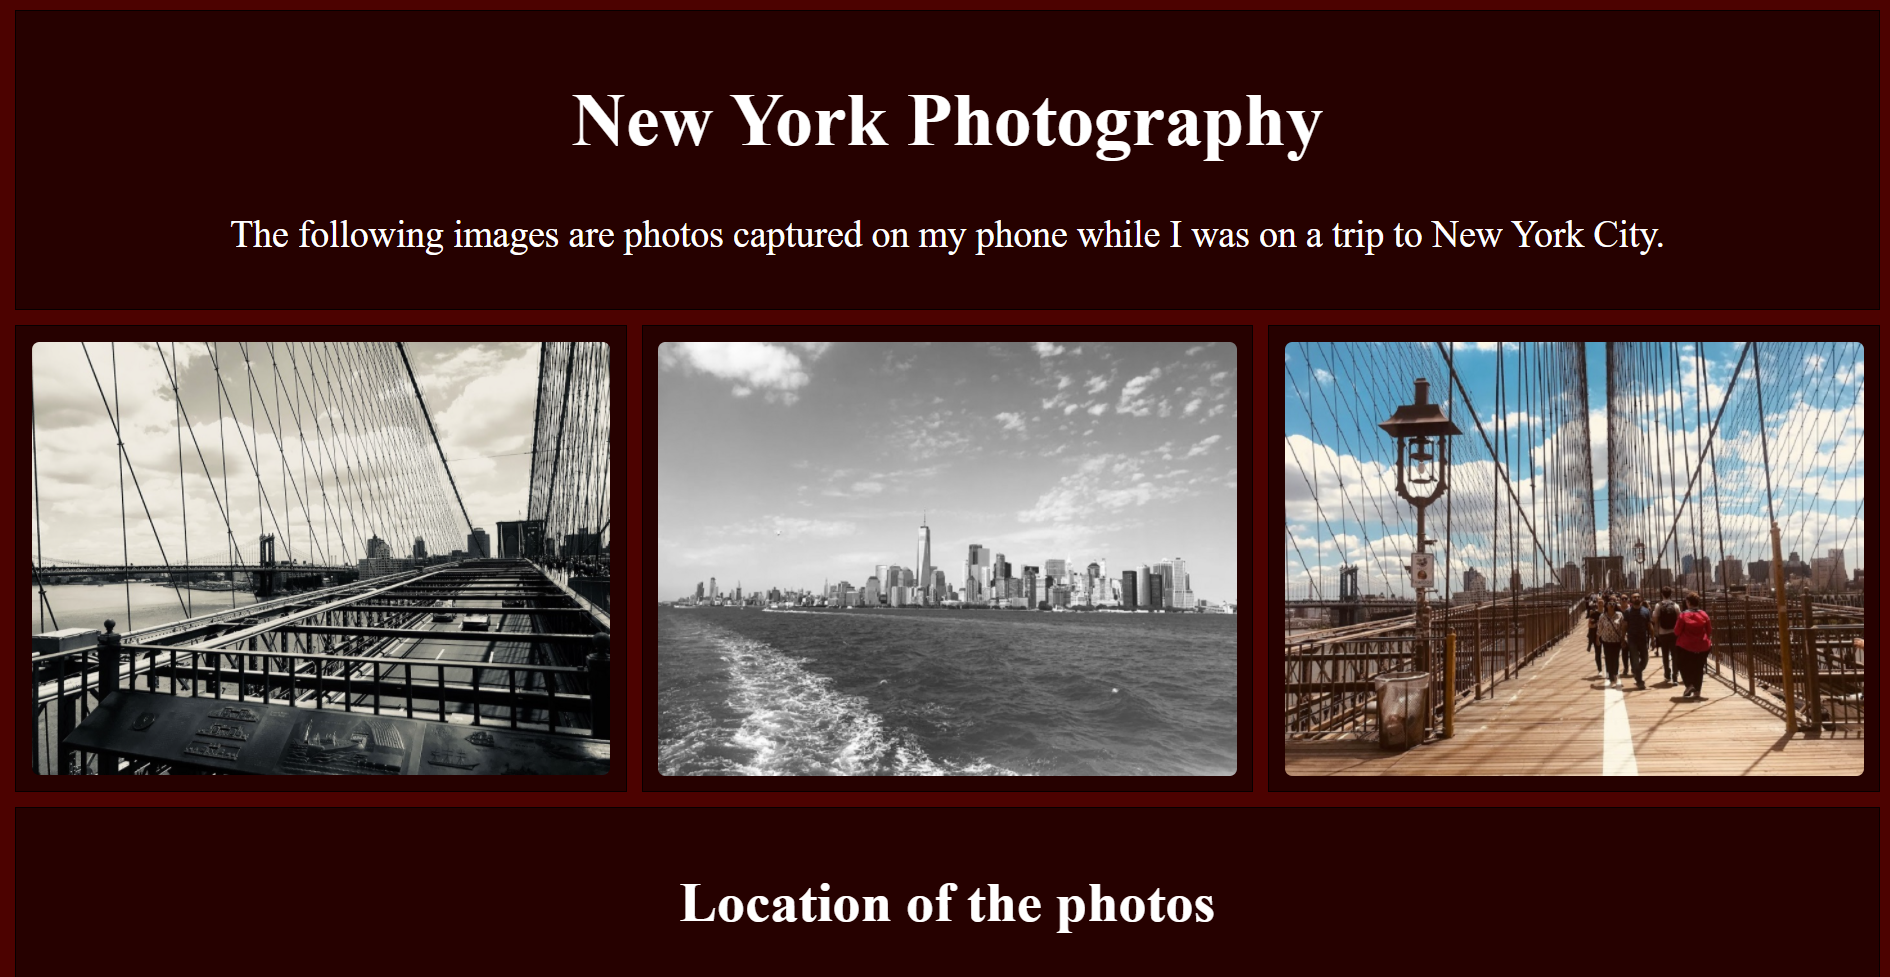 New York Photography
The following images are photos captured on my phone while I was on a trip to New York City.
Location of the photos